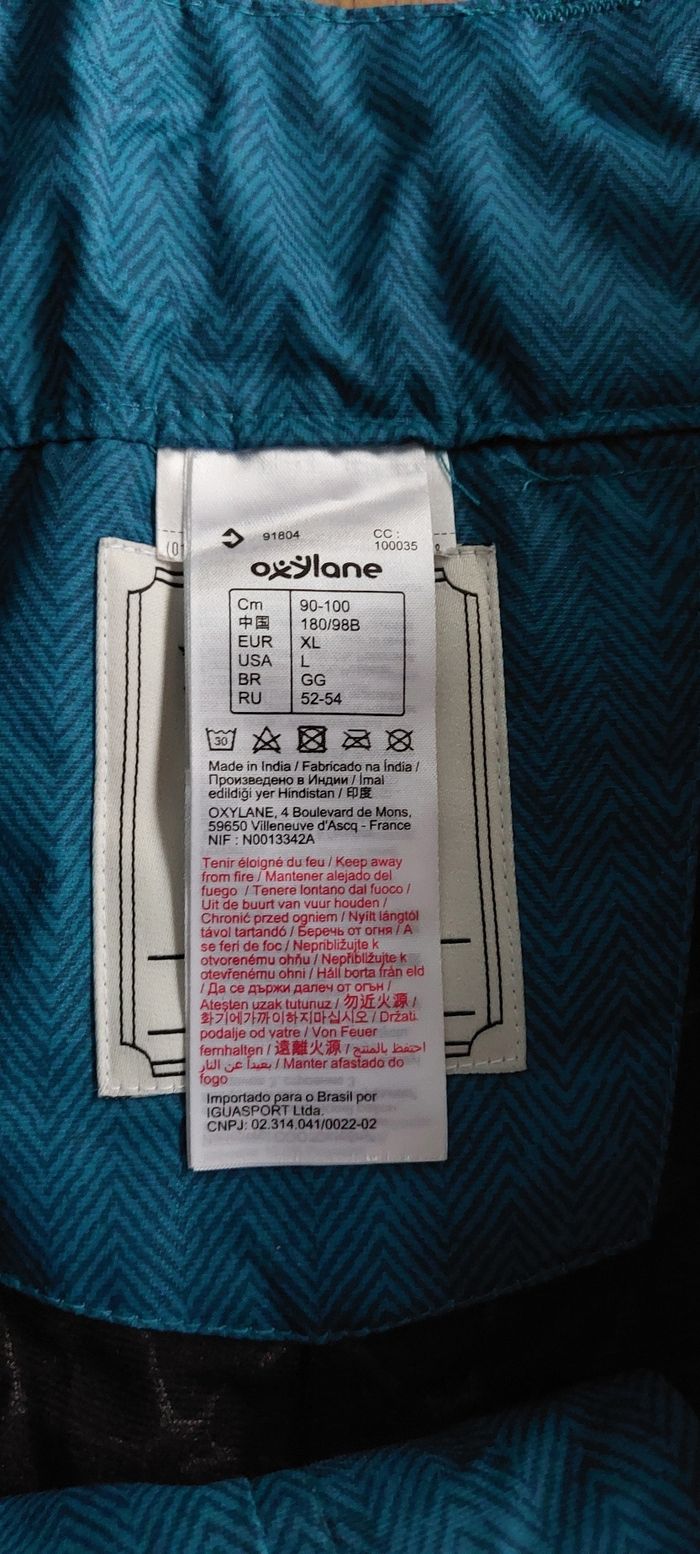 91804
CC :
100035
oxylane
Cm 90-100
中国 180/98B
EUR XL
USA L
BR GG
RU 52-54
30
Made in India / Fabricado na Índia /
Произведено в Индии / İmal
edildiği yer Hindistan / 印度
OXYLANE, 4 Boulevard de Mons,
59650 Villeneuve d'Ascq - France
NIF : N0013342A
Tenir éloigné du feu / Keep away
from fire / Mantener alejado del
fuego / Tenere lontano dal fuoco /
Uit de buurt van vuur houden /
Chronić przed ogniem / Nyílt lángtól
távol tartandó / Беречь от огня / A
se feri de foc / Nepribližujte k
otvorenému ohňu / Nepřibližujte k
otevřenému ohni / Håll borta från eld
/ Да се държи далеч от огън /
Ateşten uzak tutunuz / 勿近火源 /
화기에가까이하지마십시오 / Držati
podalje od vatre / Von Feuer
fernhalten / 遠離火源 / احتفظ بالمنتج
بعيداً عن النار / Manter afastado do
fogo
Importado para o Brasil por
IGUASPORT Ltda.
CNPJ: 02.314.041/0022-02